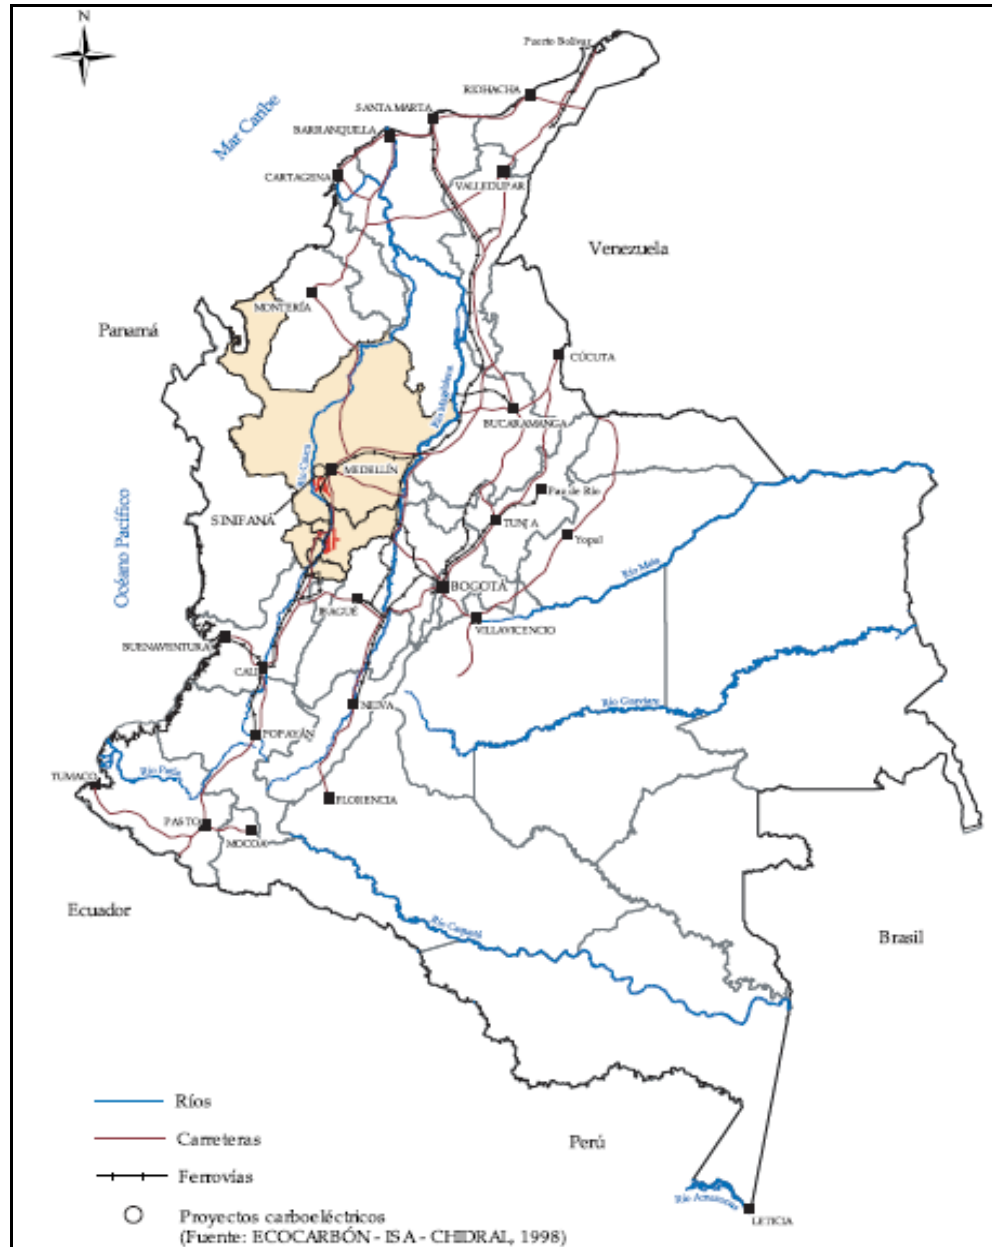 N
Puerto Bolívar
RIOHACHA
SANTA MARTA
BARRANQUILLA
Mar Caribe
CARTAGENA
VALLEDUPAR
Venezuela
MONTERÍA
Panamá
CÚCUTA
Río Magdalena
BUCARAMANGA
Río Cauca
MEDELLÍN
Paz de Río
SINIFANÁ
TUNJA
Yopal
Océano Pacífico
Río Meta
BOGOTÁ
IBAGUÉ
VILLAVICENCIO
BUENAVENTURA
CALI
Río Guaviare
NEIVA
POPAYÁN
Río Patía
TUMACO
FLORENCIA
PASTO
MOCOA
Ecuador
Río Caquetá
Brasil
Ríos
Carreteras
Perú
Ferrovías
Río Amazonas
Proyectos carboeléctricos
LETICIA
(Fuente: ECOCARBÓN - ISA - CHIDRAL, 1998)